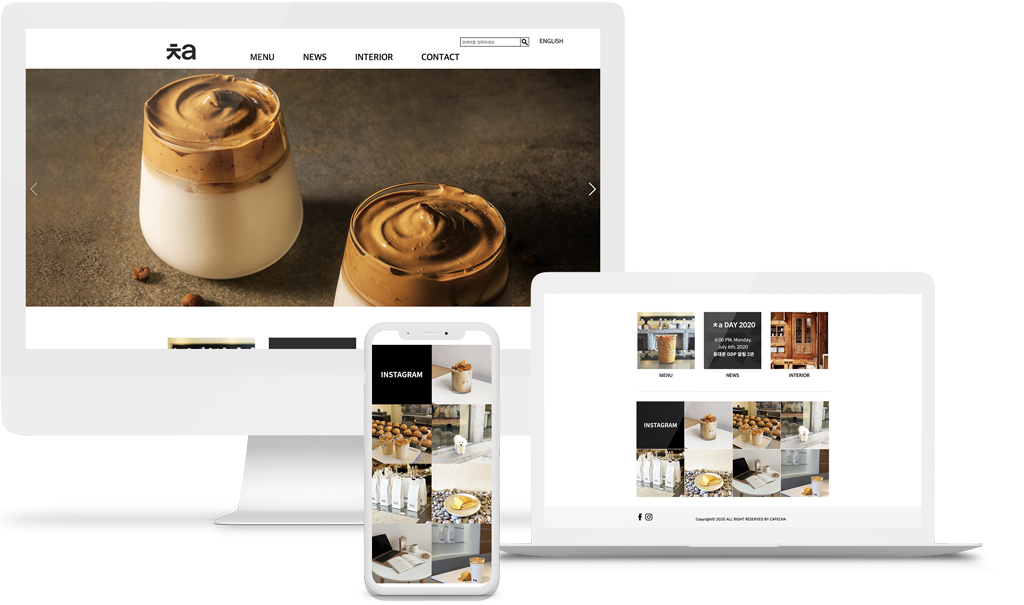 ㅊa
검색어를 입력하세요
ENGLISH
MENU
NEWS
INTERIOR
CONTACT
INSTAGRAM
ㅊa DAY 2020
6:00 PM, Monday,
July 6th, 2020
동대문 DDP 알림 2관
MENU
NEWS
INTERIOR
INSTAGRAM
Copyright© 2020 ALL RIGHT RESERVED BY CAFECHA